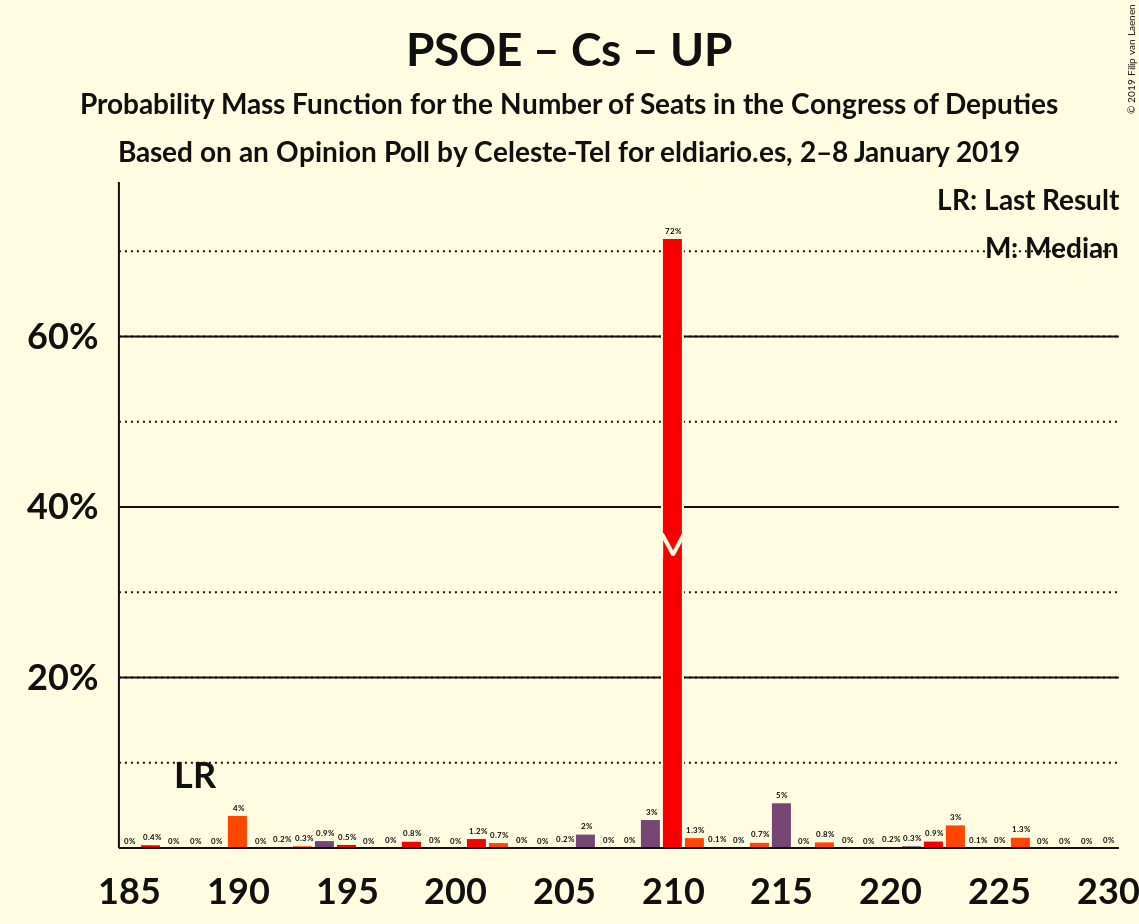 PSOE – Cs – UP
Probability Mass Function for the Number of Seats in the Congress of Deputies
Based on an Opinion Poll by Celeste-Tel for eldiario.es, 2–8 January 2019
© 2019 Filip van Laenen
LR: Last Result
M: Median
60%
40%
20%
LR
0% 0.4% 0% 0% 0% 4% 0% 0.2% 0.3% 0.9% 0.5% 0% 0% 0.8% 0% 0% 1.2% 0.7% 0% 0% 0.2% 2% 0% 0% 3% 72% 1.3% 0.1% 0% 0.7% 5% 0% 0.8% 0% 0% 0.2% 0.3% 0.9% 3% 0.1% 0% 1.3% 0% 0% 0% 0%
185 190 195 200 205 210 215 220 225 230